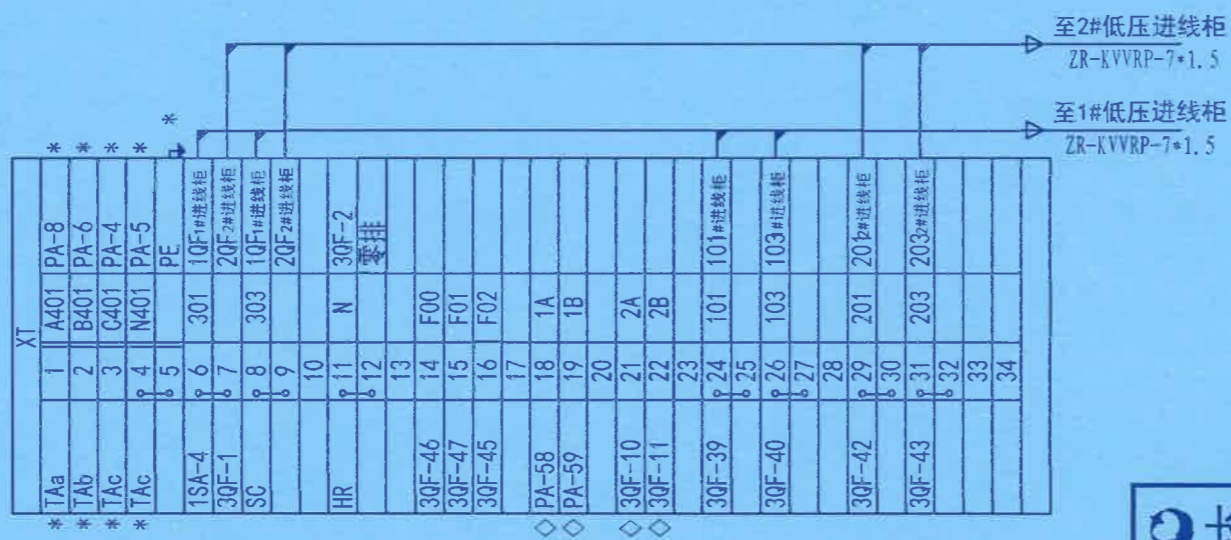 至2#低压进线柜
ZR-KVVRP-7*1.5
至1#低压进线柜
ZR-KVVRP-7*1.5
XT
* TAa 1 A401 PA-8 *
* TAb 2 B401 PA-6 *
* TAc 3 C401 PA-4 *
* TAc 4 N401 PA-5 *
5 PE *
1SA-4 6 301 1QF1#进线柜
3QF-1 7 2QF2#进线柜
SC 8 303 1QF1#进线柜
9 2QF2#进线柜
10
HR 11 N 3QF-2
12 零排
13
3QF-46 14 F00
3QF-47 15 F01
3QF-45 16 F02
17
PA-58 18 1A
PA-59 19 1B
20
3QF-10 21 2A
3QF-11 22 2B
23
3QF-39 24 101 101#进线柜
25
3QF-40 26 103 103#进线柜
27
28
3QF-42 29 201 2012#进线柜
30
3QF-43 31 203 2032#进线柜
32
33
34